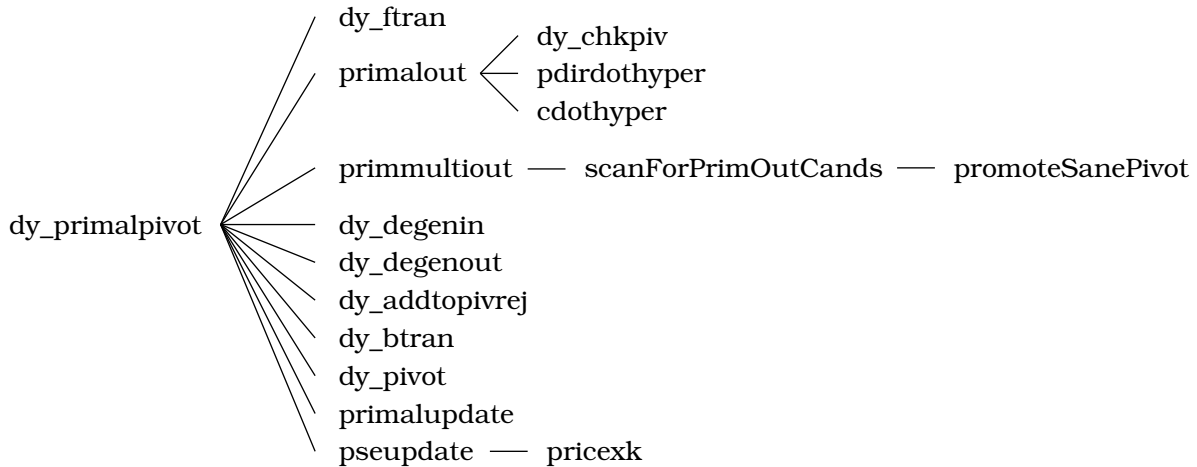 dy_ftran
primalout
dy_chkpiv
pdirdothyper
cdothyper
primmultiout
scanForPrimOutCands
promoteSanePivot
dy_primalpivot
dy_degenin
dy_degenout
dy_addtopivrej
dy_btran
dy_pivot
primalupdate
pseupdate
pricexk